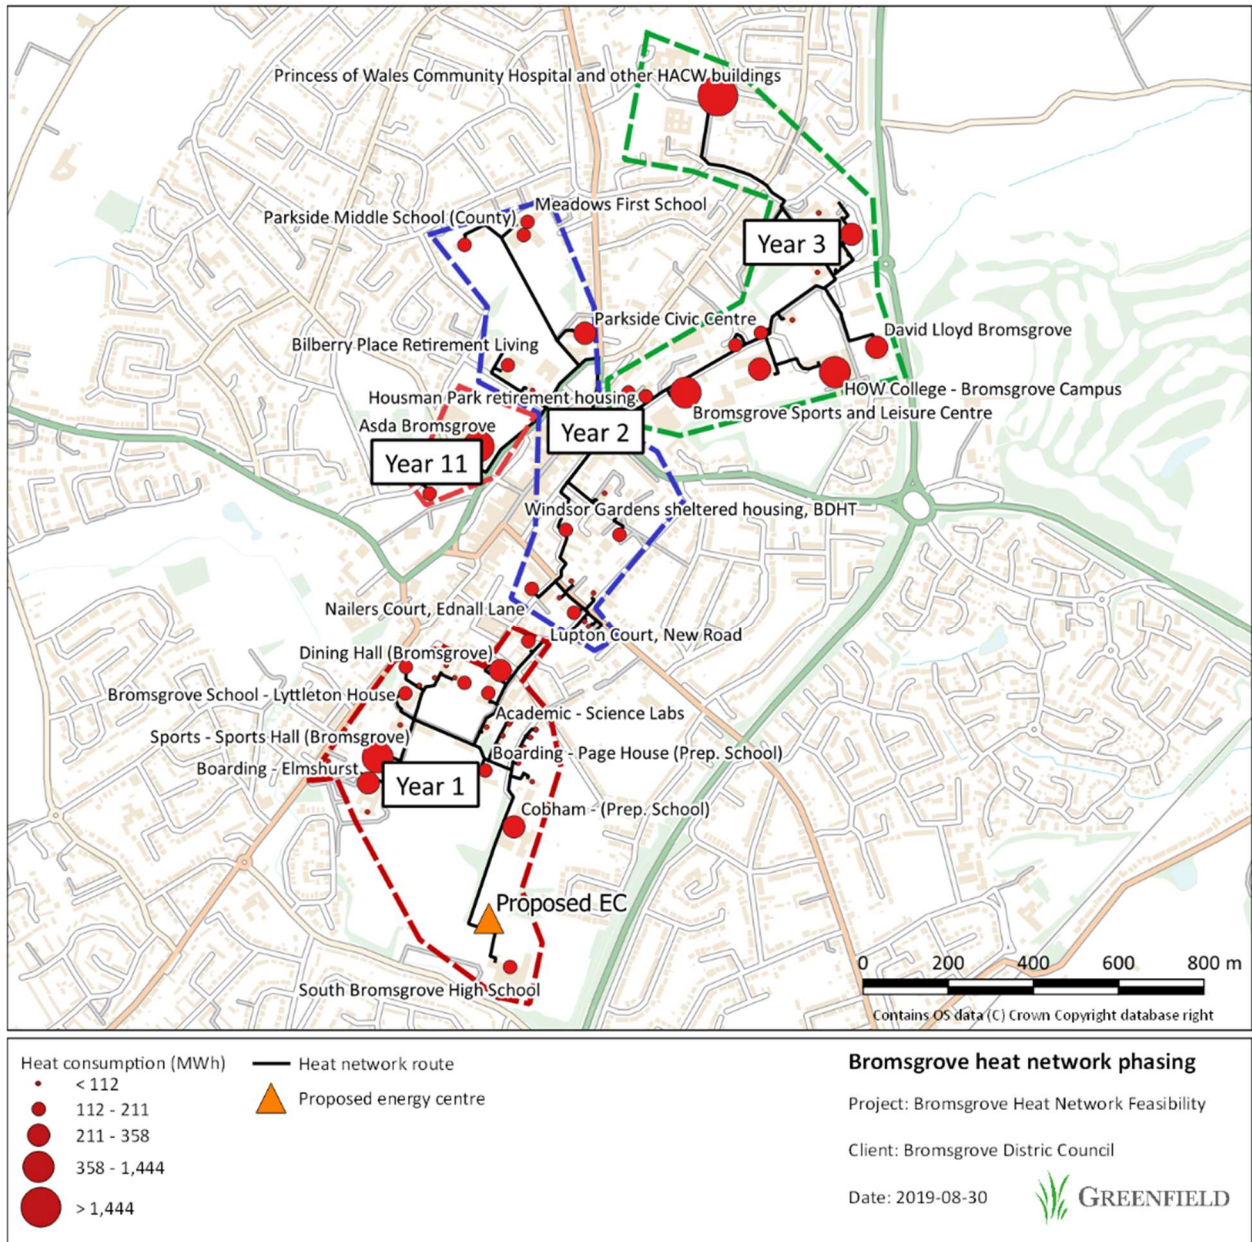 Princess of Wales Community Hospital and other HACW buildings
Meadows First School
Parkside Middle School (County)
Year 3
Parkside Civic Centre
David Lloyd Bromsgrove
Bilberry Place Retirement Living
HOW College - Bromsgrove Campus
Housman Park retirement housing
Bromsgrove Sports and Leisure Centre
Asda Bromsgrove
Year 2
Year 11
Windsor Gardens sheltered housing, BDHT
Nailers Court, Ednall Lane
Lupton Court, New Road
Dining Hall (Bromsgrove)
Bromsgrove School - Lyttleton House
Academic - Science Labs
Sports - Sports Hall (Bromsgrove)
Boarding - Page House (Prep. School)
Boarding - Elmshurst
Year 1
Cobham - (Prep. School)
Proposed EC
South Bromsgrove High School
0 200 400 600 800 m
Contains OS data (C) Crown Copyright database right
Heat consumption (MWh)
< 112
112 - 211
211 - 358
358 - 1,444
> 1,444
Heat network route
Proposed energy centre
Bromsgrove heat network phasing
Project: Bromsgrove Heat Network Feasibility
Client: Bromsgrove Distric Council
Date: 2019-08-30
GREENFIELD